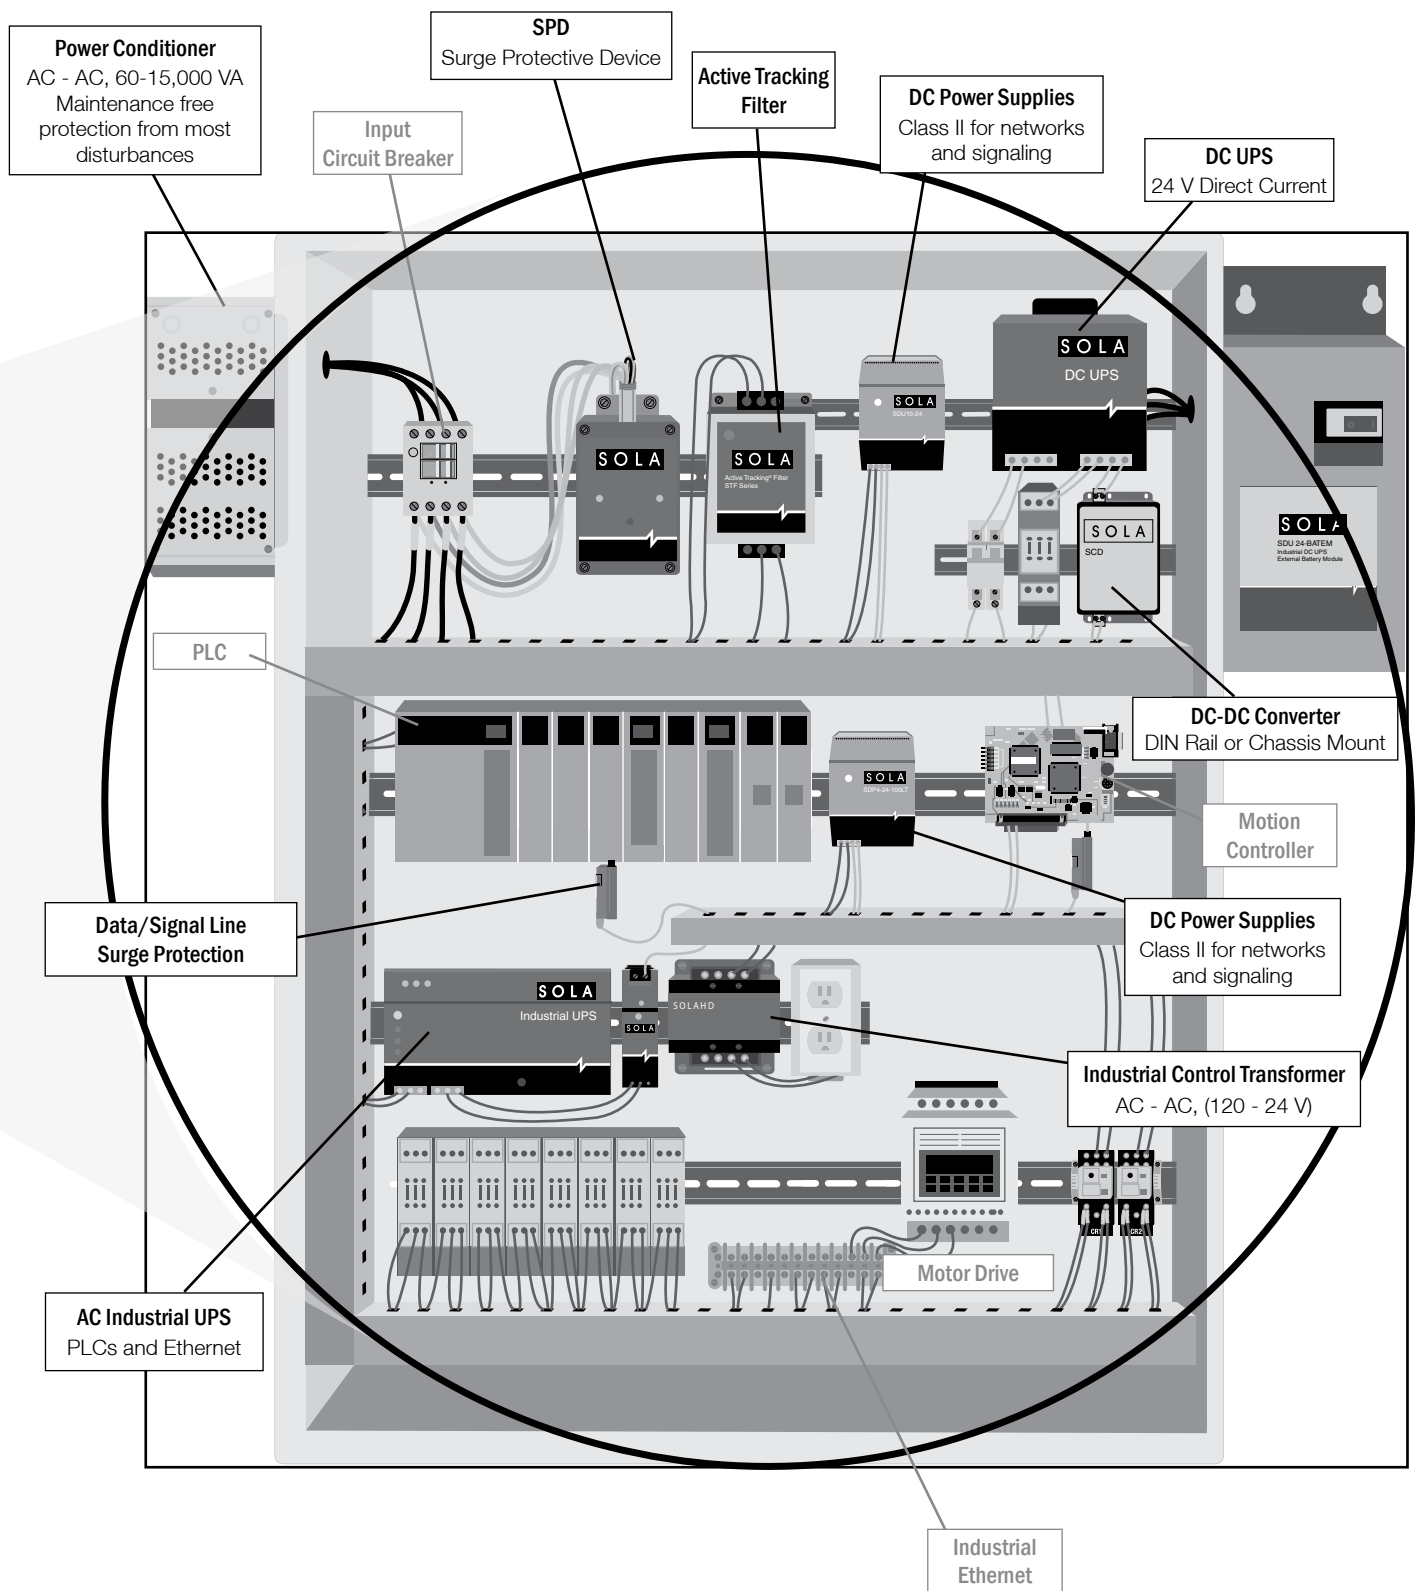 SPD
Surge Protective Device
Power Conditioner
AC - AC, 60-15,000 VA
Maintenance free
protection from most
disturbances
Active Tracking
Filter
DC Power Supplies
Class II for networks
and signaling
Input
Circuit Breaker
DC UPS
24 V Direct Current
SOLA
DC UPS
SOLA
SDU10-24
SOLA
SOLA
Active Tracking® Filter
STF Series
SOLA
SCD
SOLA
SDU 24-BATEM
Industrial DC UPS
External Battery Module
PLC
DC-DC Converter
DIN Rail or Chassis Mount
SOLA
SDP4-24-100LT
Motion
Controller
Data/Signal Line
Surge Protection
DC Power Supplies
Class II for networks
and signaling
SOLA
Industrial UPS
SOLA
SOLAHD
Industrial Control Transformer
AC - AC, (120 - 24 V)
CR1
CR2
Motor Drive
AC Industrial UPS
PLCs and Ethernet
Industrial
Ethernet